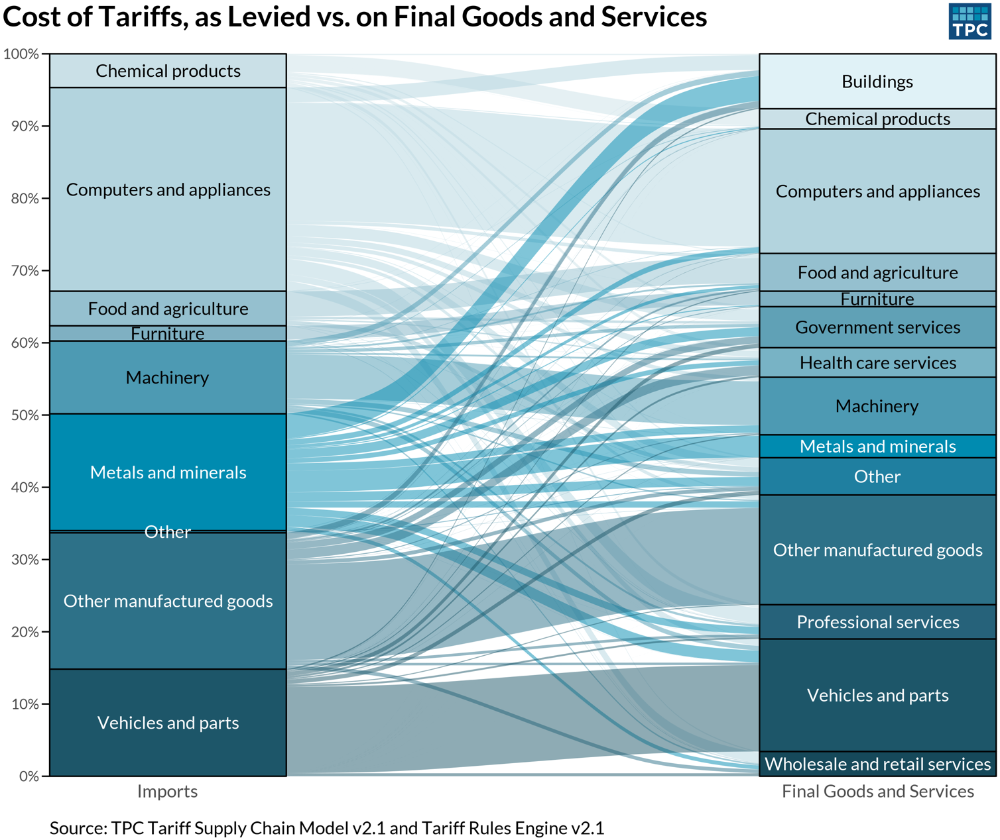 Cost of Tariffs, as Levied vs. on Final Goods and Services
TPC
100%
90%
80%
70%
60%
50%
40%
30%
20%
10%
0%
Chemical products
Computers and appliances
Food and agriculture
Furniture
Machinery
Metals and minerals
Other
Other manufactured goods
Vehicles and parts
Buildings
Chemical products
Computers and appliances
Food and agriculture
Furniture
Government services
Health care services
Machinery
Metals and minerals
Other
Other manufactured goods
Professional services
Vehicles and parts
Wholesale and retail services
Imports
Final Goods and Services
Source: TPC Tariff Supply Chain Model v2.1 and Tariff Rules Engine v2.1